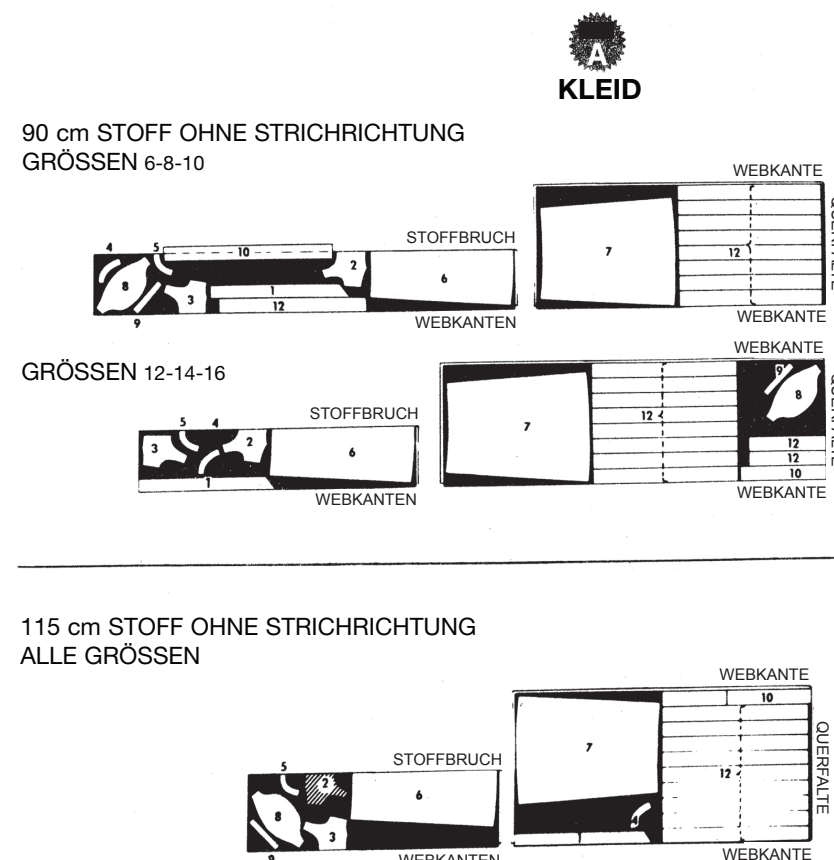 A
KLEID
90 cm STOFF OHNE STRICHRICHTUNG
GRÖSSEN 6-8-10
WEBKANTE
STOFFBRUCH
QUERFALTE
4
5
10
2
8
6
7
12
3
1
12
9
WEBKANTEN
WEBKANTE
WEBKANTE
GRÖSSEN 12-14-16
STOFFBRUCH
QUERFALTE
5
4
9
8
3
2
6
7
12
12
12
10
1
WEBKANTEN
WEBKANTE
115 cm STOFF OHNE STRICHRICHTUNG
ALLE GRÖSSEN
WEBKANTE
10
STOFFBRUCH
QUERFALTE
5
2
6
7
12
8
3
4
9
WEBKANTEN
WEBKANTE